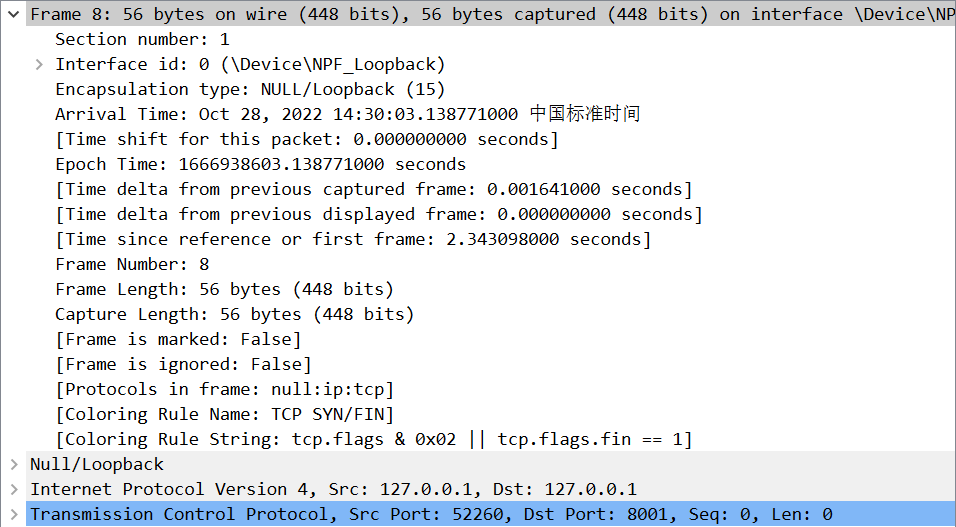 Frame 8: 56 bytes on wire (448 bits), 56 bytes captured (448 bits) on interface \Device\NP
Section number: 1
Interface id: 0 (\Device\NPF_Loopback)
Encapsulation type: NULL/Loopback (15)
Arrival Time: Oct 28, 2022 14:30:03.138771000 中国标准时间
[Time shift for this packet: 0.000000000 seconds]
Epoch Time: 1666938603.138771000 seconds
[Time delta from previous captured frame: 0.001641000 seconds]
[Time delta from previous displayed frame: 0.000000000 seconds]
[Time since reference or first frame: 2.343098000 seconds]
Frame Number: 8
Frame Length: 56 bytes (448 bits)
Capture Length: 56 bytes (448 bits)
[Frame is marked: False]
[Frame is ignored: False]
[Protocols in frame: null:ip:tcp]
[Coloring Rule Name: TCP SYN/FIN]
[Coloring Rule String: tcp.flags & 0x02 || tcp.flags.fin == 1]
Null/Loopback
Internet Protocol Version 4, Src: 127.0.0.1, Dst: 127.0.0.1
Transmission Control Protocol, Src Port: 52260, Dst Port: 8001, Seq: 0, Len: 0